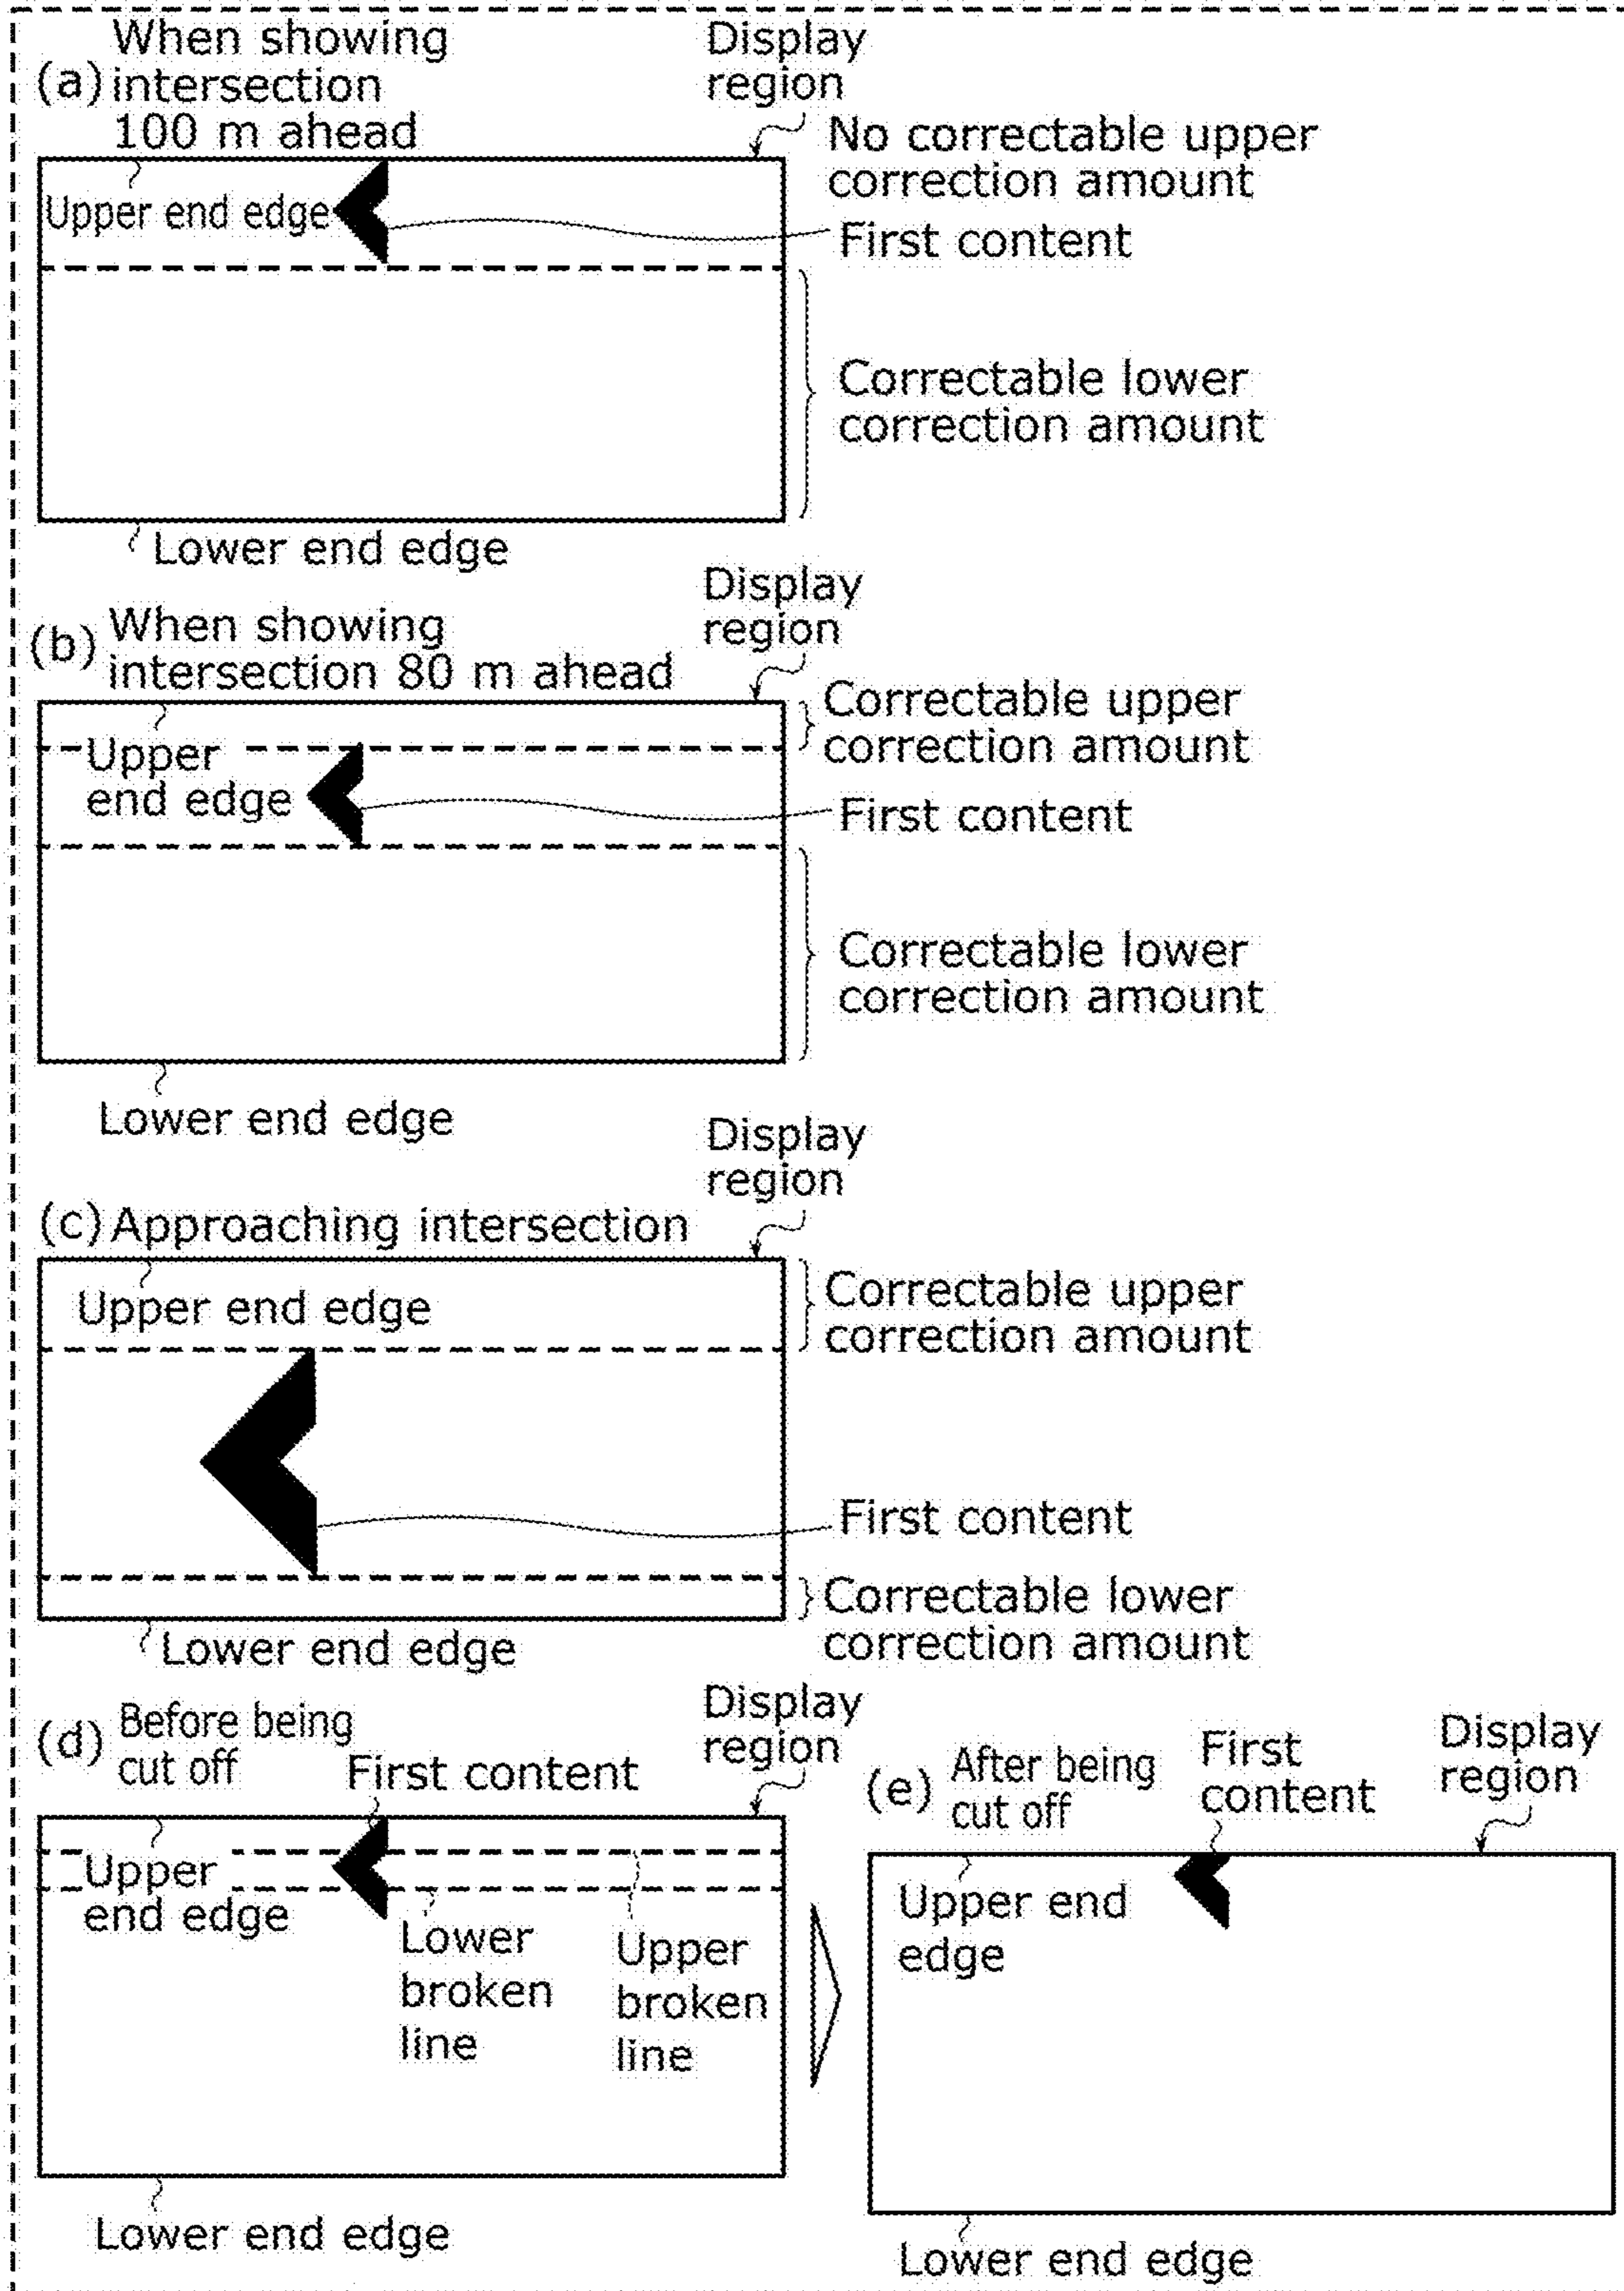 (a) When showing
intersection
100 m ahead
Display
region
No correctable upper
correction amount
Upper end edge
First content
Correctable lower
correction amount
Lower end edge
(b) When showing
intersection 80 m ahead
Display
region
Correctable upper
correction amount
Upper
end edge
First content
Correctable lower
correction amount
Lower end edge
(c) Approaching intersection
Display
region
Upper end edge
Correctable upper
correction amount
First content
Correctable lower
correction amount
Lower end edge
(d) Before being
cut off
First content
Display
region
Upper
end edge
Lower
broken
line
Upper
broken
line
Lower end edge
(e) After being
cut off
First
content
Display
region
Upper end
edge
Lower end edge